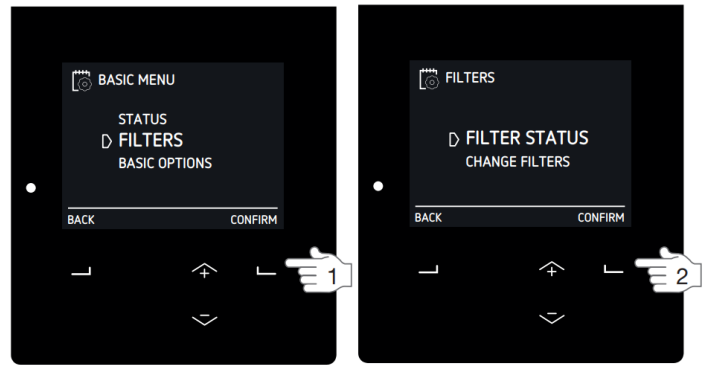 BASIC MENU
STATUS
FILTERS
BASIC OPTIONS
BACK CONFIRM
+
-
1
FILTERS
FILTER STATUS
CHANGE FILTERS
BACK CONFIRM
+
-
2